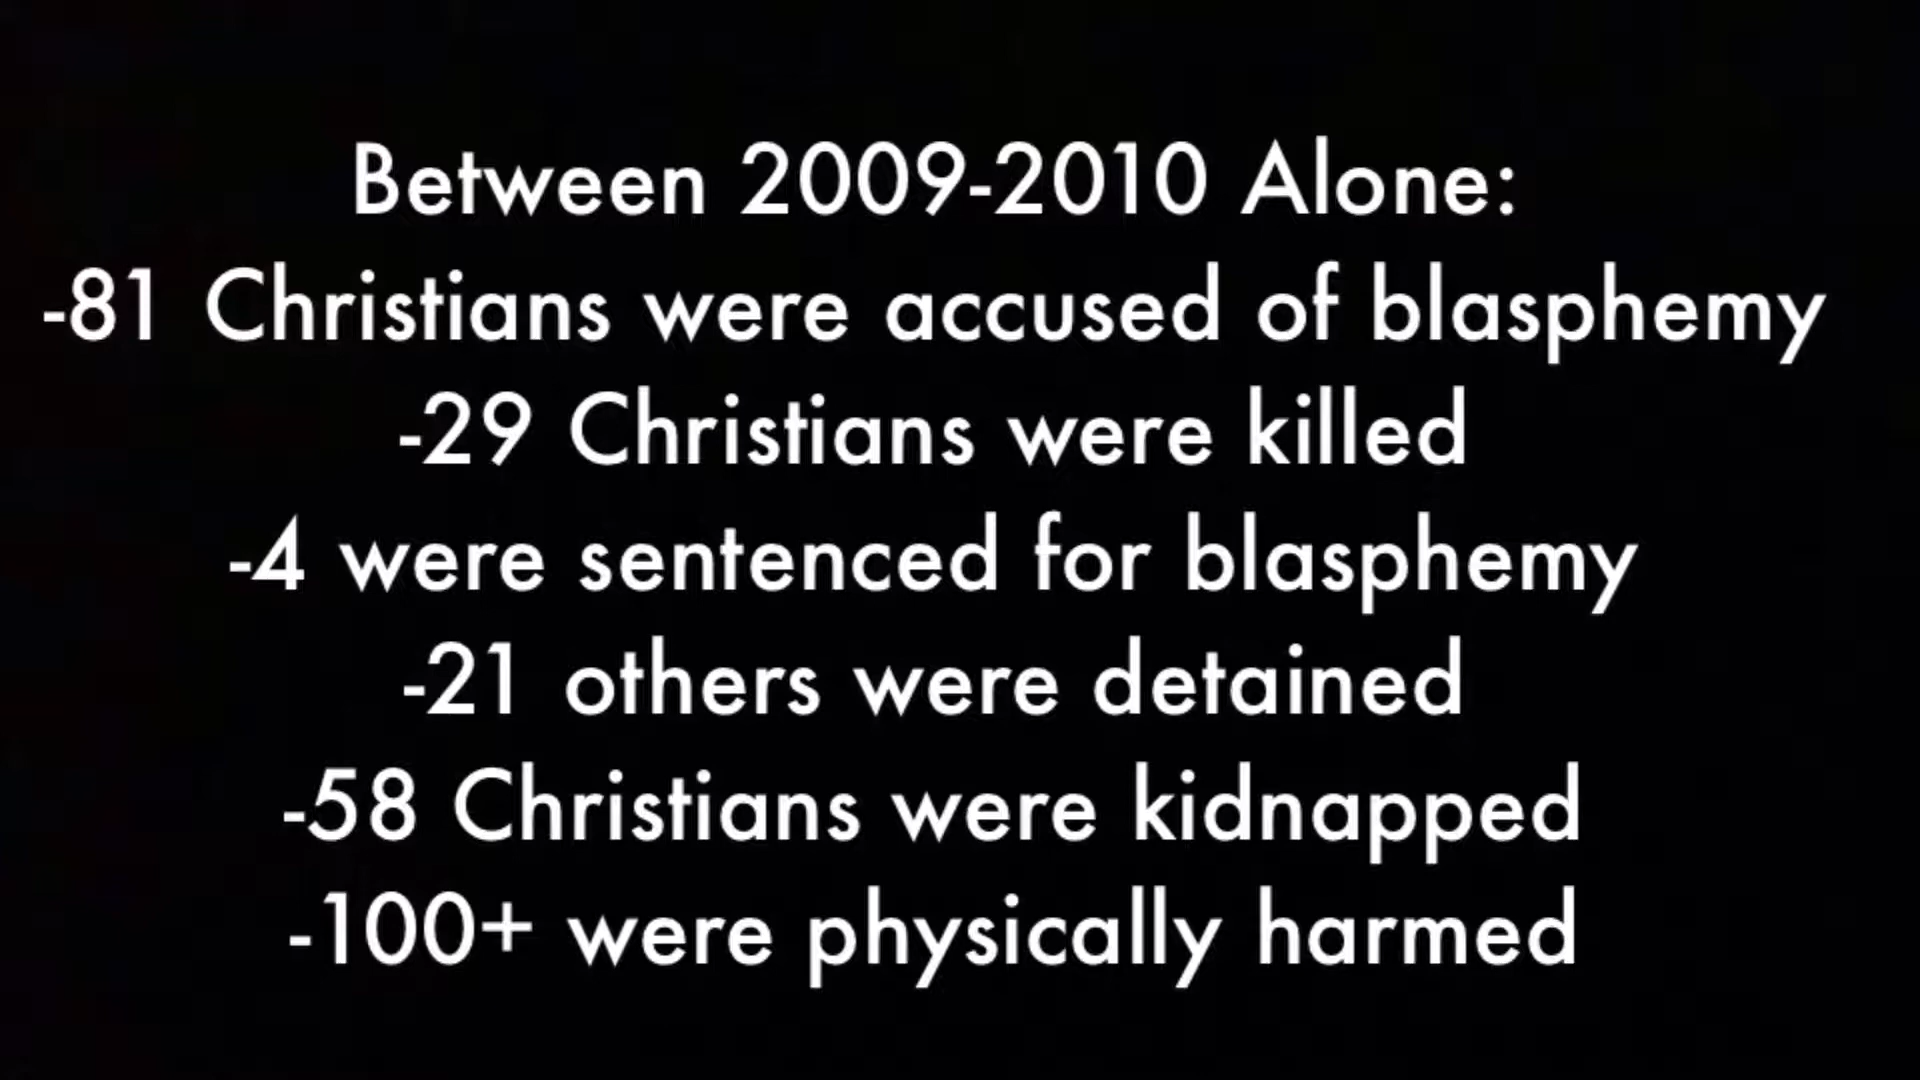 Between 2009-2010 Alone:
-81 Christians were accused of blasphemy
-29 Christians were killed
-4 were sentenced for blasphemy
-21 others were detained
-58 Christians were kidnapped
-100+ were physically harmed